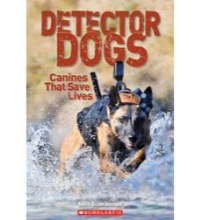 DETECTOR
DOGS
Canines
That Save
Lives
SCHOLASTIC